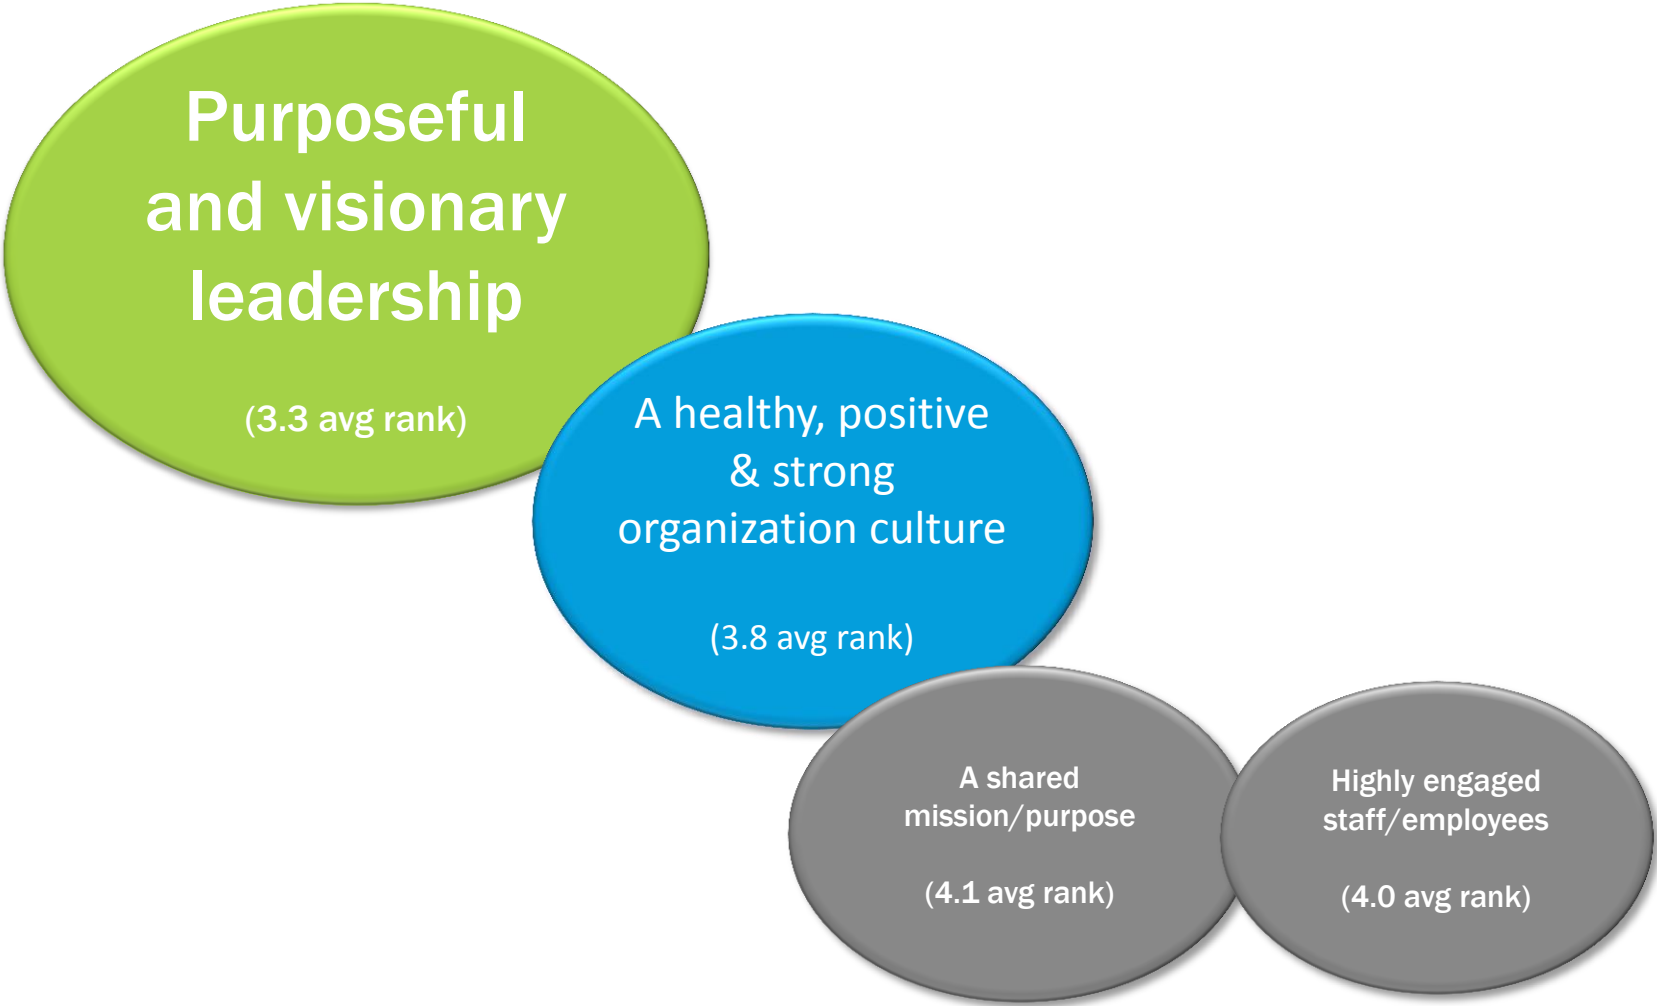 Purposeful
and visionary
leadership
(3.3 avg rank)
A healthy, positive
& strong
organization culture
(3.8 avg rank)
A shared
mission/purpose
(4.1 avg rank)
Highly engaged
staff/employees
(4.0 avg rank)